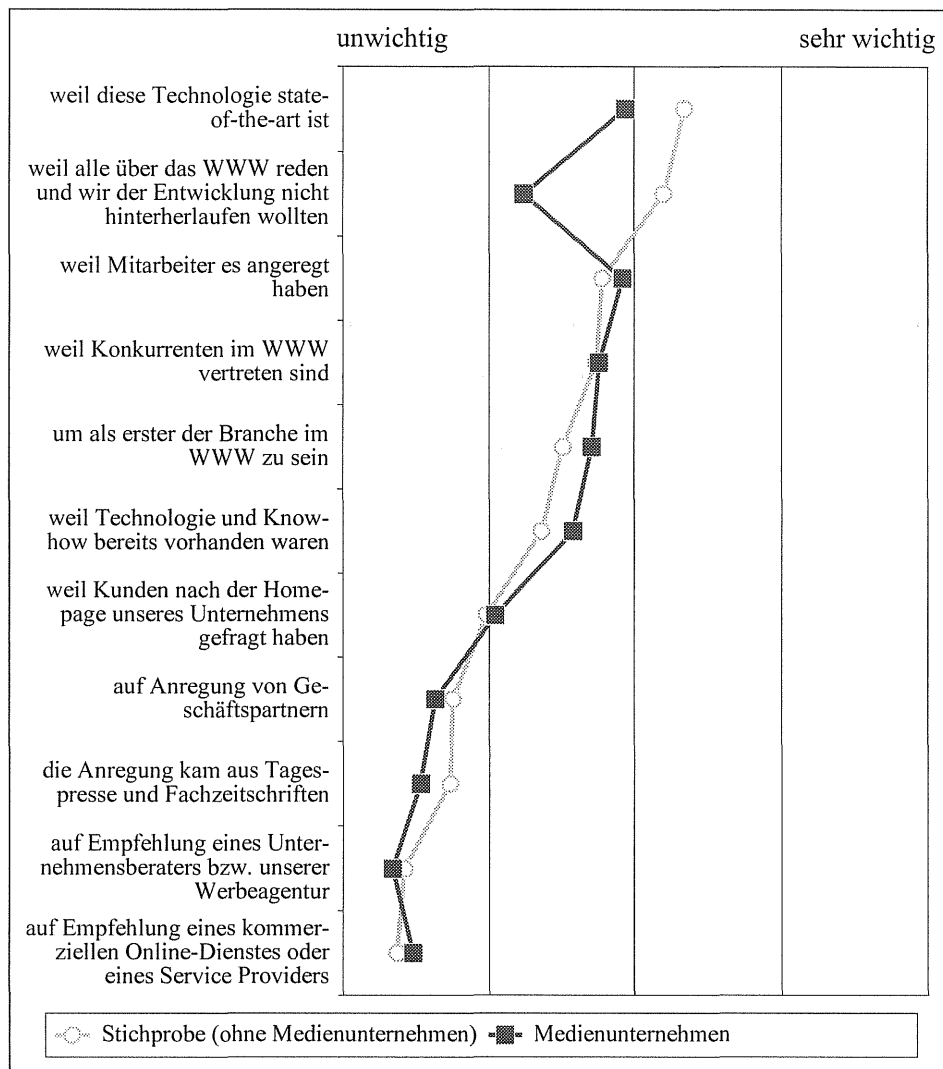 unwichtig sehr wichtig
weil diese Technologie state-
of-the-art ist
weil alle über das WWW reden
und wir der Entwicklung nicht
hinterherlaufen wollten
weil Mitarbeiter es angeregt
haben
weil Konkurrenten im WWW
vertreten sind
um als erster der Branche im
WWW zu sein
weil Technologie und Know-
how bereits vorhanden waren
weil Kunden nach der Home-
page unseres Unternehmens
gefragt haben
auf Anregung von Ge-
schäftspartnern
die Anregung kam aus Tages-
presse und Fachzeitschriften
auf Empfehlung eines Unter-
nehmensberaters bzw. unserer
Werbeagentur
auf Empfehlung eines kommer-
ziellen Online-Dienstes oder
eines Service Providers
Stichprobe (ohne Medienunternehmen) Medienunternehmen